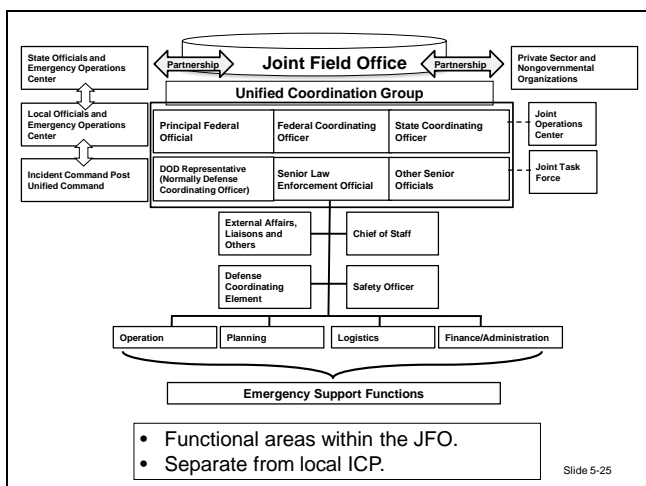 State Officials and
Emergency Operations
Center
Partnership
Joint Field Office
Partnership
Private Sector and
Nongovernmental
Organizations
Unified Coordination Group
Local Officials and
Emergency Operations
Center
Principal Federal
Official
Federal Coordinating
Officer
State Coordinating
Officer
Joint
Operations
Center
Incident Command Post
Unified Command
DOD Representative
(Normally Defense
Coordinating Officer)
Senior Law
Enforcement Official
Other Senior
Officials
Joint Task
Force
External Affairs,
Liaisons and
Others
Chief of Staff
Defense
Coordinating
Element
Safety Officer
Operation
Planning
Logistics
Finance/Administration
Emergency Support Functions
• Functional areas within the JFO.
• Separate from local ICP.
Slide 5-25